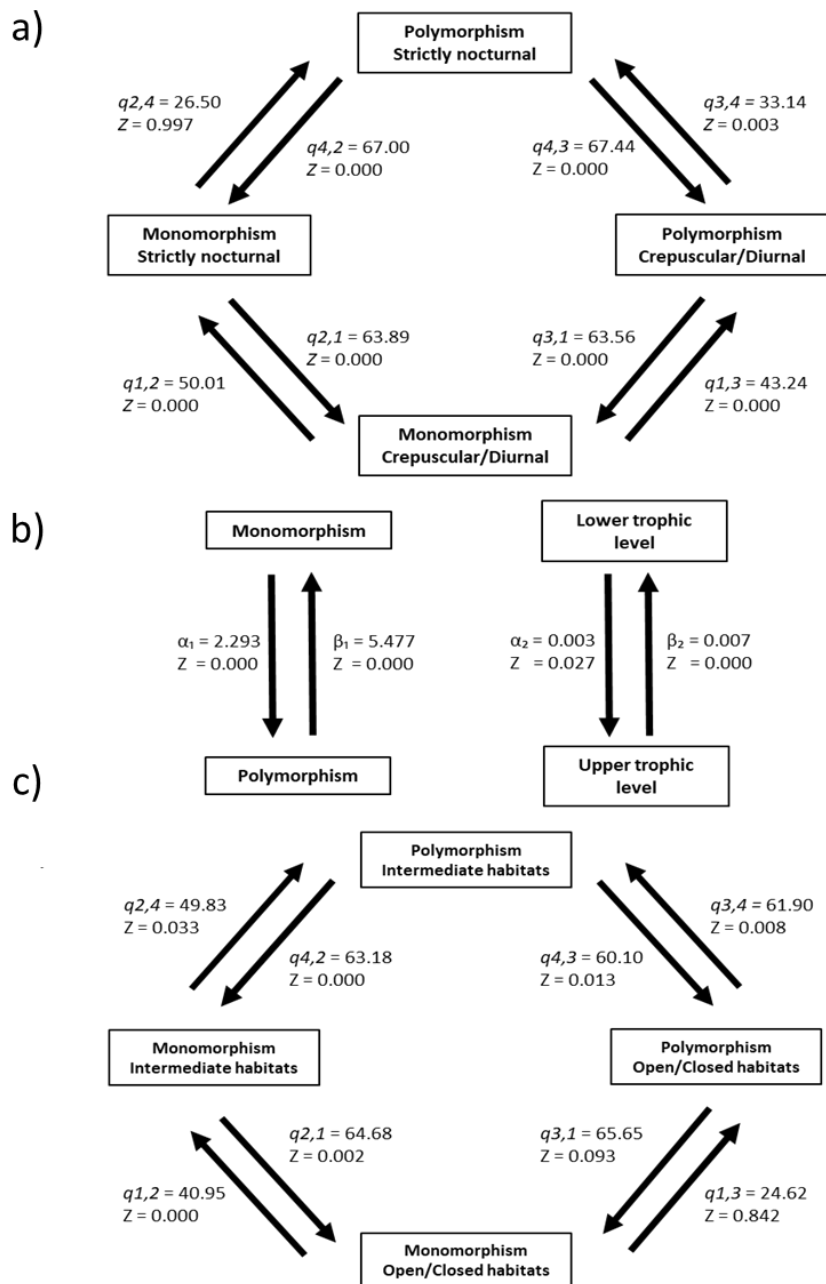 a)
Polymorphism
Strictly nocturnal
q2,4 = 26.50
Z = 0.997
q4,2 = 67.00
Z = 0.000
q4,3 = 67.44
Z = 0.000
q3,4 = 33.14
Z = 0.003
Monomorphism
Strictly nocturnal
Polymorphism
Crepuscular/Diurnal
q1,2 = 50.01
Z = 0.000
q2,1 = 63.89
Z = 0.000
q3,1 = 63.56
Z = 0.000
q1,3 = 43.24
Z = 0.000
Monomorphism
Crepuscular/Diurnal
b)
Monomorphism
α₁ = 2.293
Z = 0.000
β₁ = 5.477
Z = 0.000
Polymorphism
Lower trophic
level
α₂ = 0.003
Z = 0.027
β₂ = 0.007
Z = 0.000
Upper trophic
level
c)
Polymorphism
Intermediate habitats
q2,4 = 49.83
Z = 0.033
q4,2 = 63.18
Z = 0.000
q4,3 = 60.10
Z = 0.013
q3,4 = 61.90
Z = 0.008
Monomorphism
Intermediate habitats
Polymorphism
Open/Closed habitats
q1,2 = 40.95
Z = 0.000
q2,1 = 64.68
Z = 0.002
q3,1 = 65.65
Z = 0.093
q1,3 = 24.62
Z = 0.842
Monomorphism
Open/Closed habitats